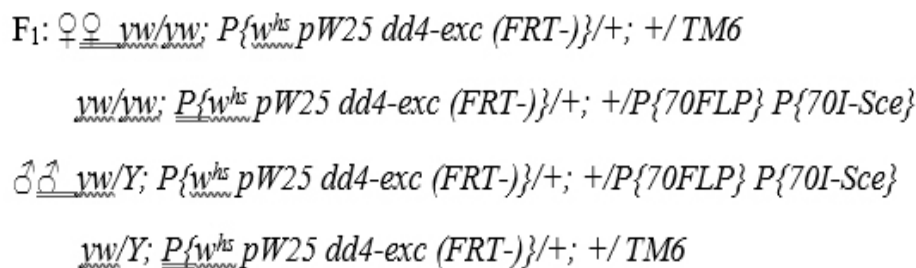 F₁: ♀♀ yw/yw; P{wʰˢ pW25 dd4-exc (FRT-)}/+; +/ TM6
yw/yw; P{wʰˢ pW25 dd4-exc (FRT-)}/+; +/P{70FLP} P{70I-Sce}
♂♂ yw/Y; P{wʰˢ pW25 dd4-exc (FRT-)}/+; +/P{70FLP} P{70I-Sce}
yw/Y; P{wʰˢ pW25 dd4-exc (FRT-)}/+; +/ TM6